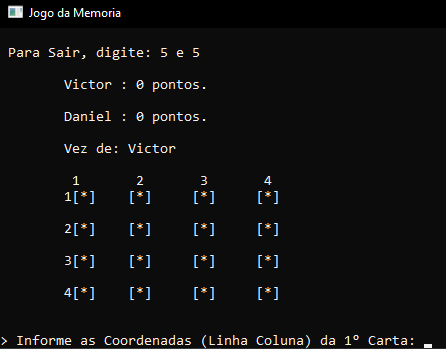 Jogo da Memoria
Para Sair, digite: 5 e 5
Victor : 0 pontos.
Daniel : 0 pontos.
Vez de: Victor
1 2 3 4
1[*] [*] [*] [*]
2[*] [*] [*] [*]
3[*] [*] [*] [*]
4[*] [*] [*] [*]
> Informe as Coordenadas (Linha Coluna) da 1º Carta: _